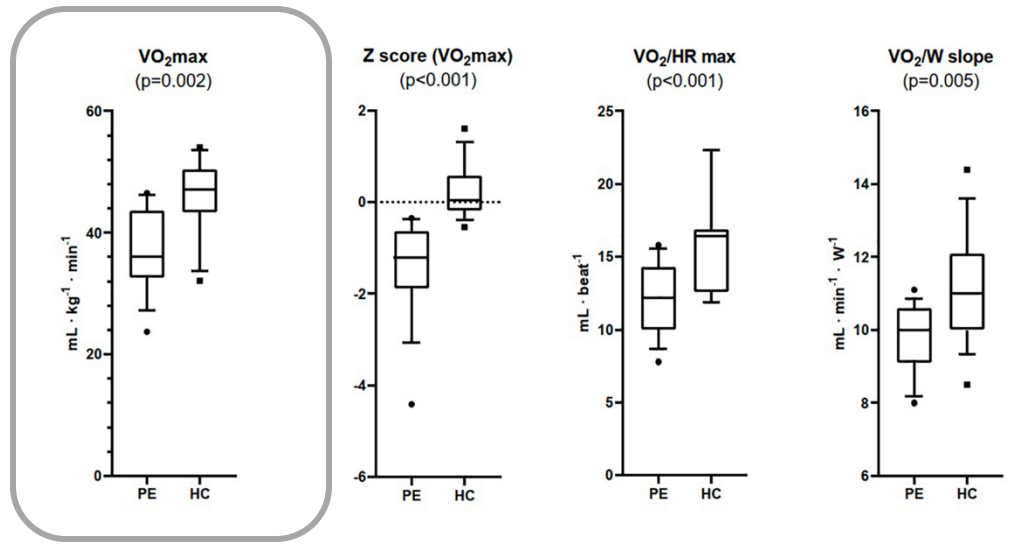 VO₂max
(p=0.002)
mL · kg⁻¹ · min⁻¹
60
40
20
0
PE HC
Z score (VO₂max)
(p<0.001)
2
0
-2
-4
-6
PE HC
VO₂/HR max
(p<0.001)
mL · beat⁻¹
25
20
15
10
5
0
PE HC
VO₂/W slope
(p=0.005)
mL · min⁻¹ · W⁻¹
16
14
12
10
8
6
PE HC